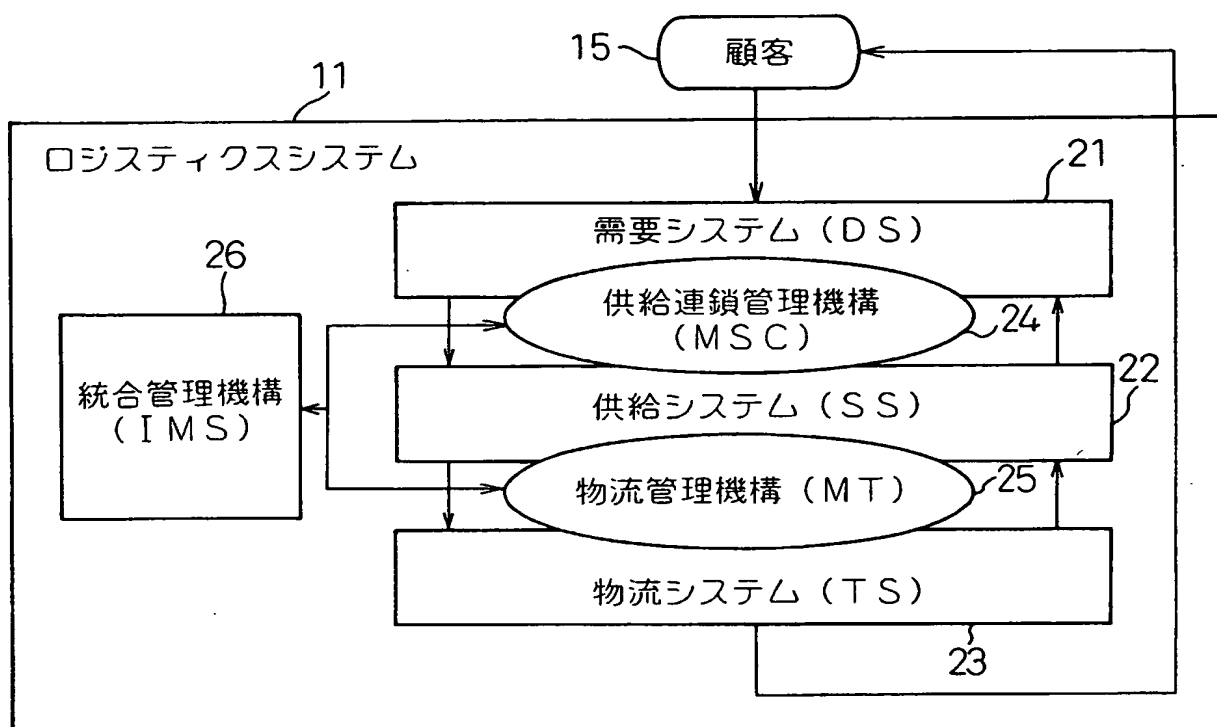 15
顧客
11
ロジスティクスシステム
21
需要システム(DS)
26
供給連鎖管理機構
(MSC)
24
22
統合管理機構
(IMS)
供給システム(SS)
物流管理機構(MT)
25
物流システム(TS)
23